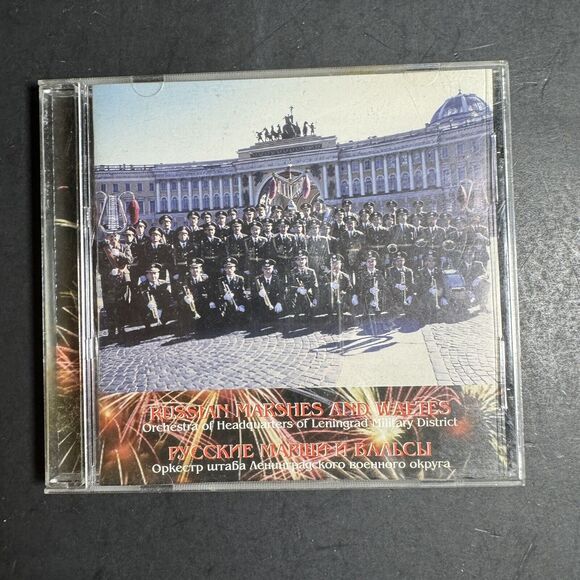 RUSSIAN MARSHES AND WALTES
Orchestra of Headquarters of Leningrad Military District
РУССКИЕ МАРШИ И ВАЛЬСЫ
Оркестр штаба Ленинградского военного округа